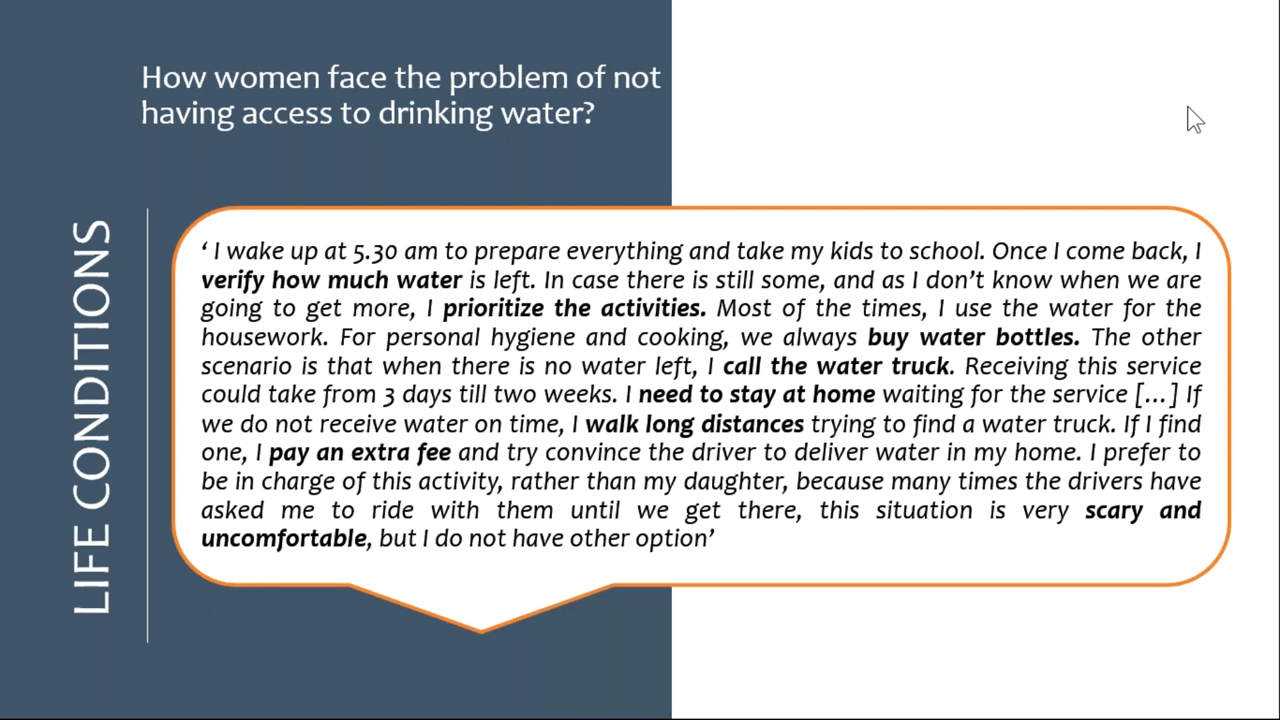 How women face the problem of not
having access to drinking water?
LIFE CONDITIONS
‘ I wake up at 5.30 am to prepare everything and take my kids to school. Once I come back, I
verify how much water is left. In case there is still some, and as I don’t know when we are
going to get more, I prioritize the activities. Most of the times, I use the water for the
housework. For personal hygiene and cooking, we always buy water bottles. The other
scenario is that when there is no water left, I call the water truck. Receiving this service
could take from 3 days till two weeks. I need to stay at home waiting for the service [...] If
we do not receive water on time, I walk long distances trying to find a water truck. If I find
one, I pay an extra fee and try convince the driver to deliver water in my home. I prefer to
be in charge of this activity, rather than my daughter, because many times the drivers have
asked me to ride with them until we get there, this situation is very scary and
uncomfortable, but I do not have other option’